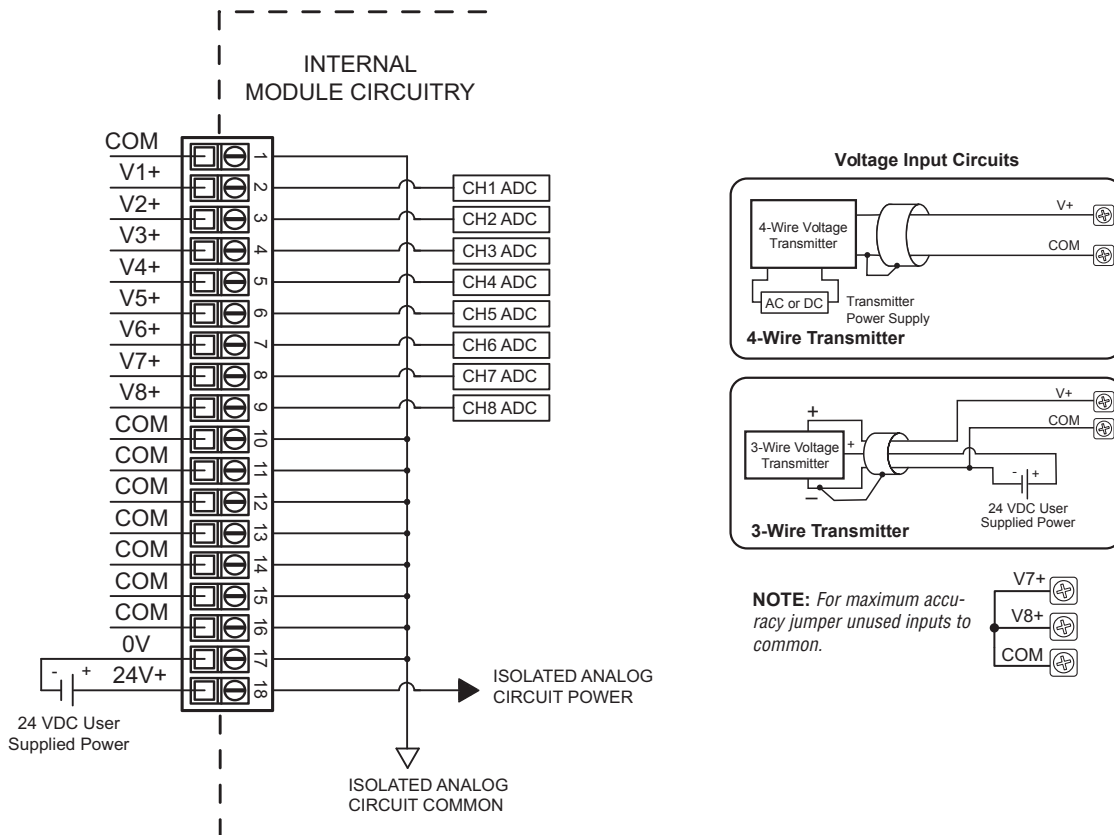 INTERNAL
MODULE CIRCUITRY
COM
V1+
V2+
V3+
V4+
V5+
V6+
V7+
V8+
COM
COM
COM
COM
COM
COM
COM
0V
24V+
- +
24 VDC User
Supplied Power
1
2
3
4
5
6
7
8
9
10
11
12
13
14
15
16
17
18
CH1 ADC
CH2 ADC
CH3 ADC
CH4 ADC
CH5 ADC
CH6 ADC
CH7 ADC
CH8 ADC
ISOLATED ANALOG
CIRCUIT POWER
ISOLATED ANALOG
CIRCUIT COMMON
Voltage Input Circuits
4-Wire Voltage
Transmitter
V+
COM
AC or DC
Transmitter
Power Supply
4-Wire Transmitter
+
3-Wire Voltage
Transmitter
+
–
V+
COM
- +
24 VDC User
Supplied Power
3-Wire Transmitter
NOTE: For maximum accu-
racy jumper unused inputs to
common.
V7+
V8+
COM